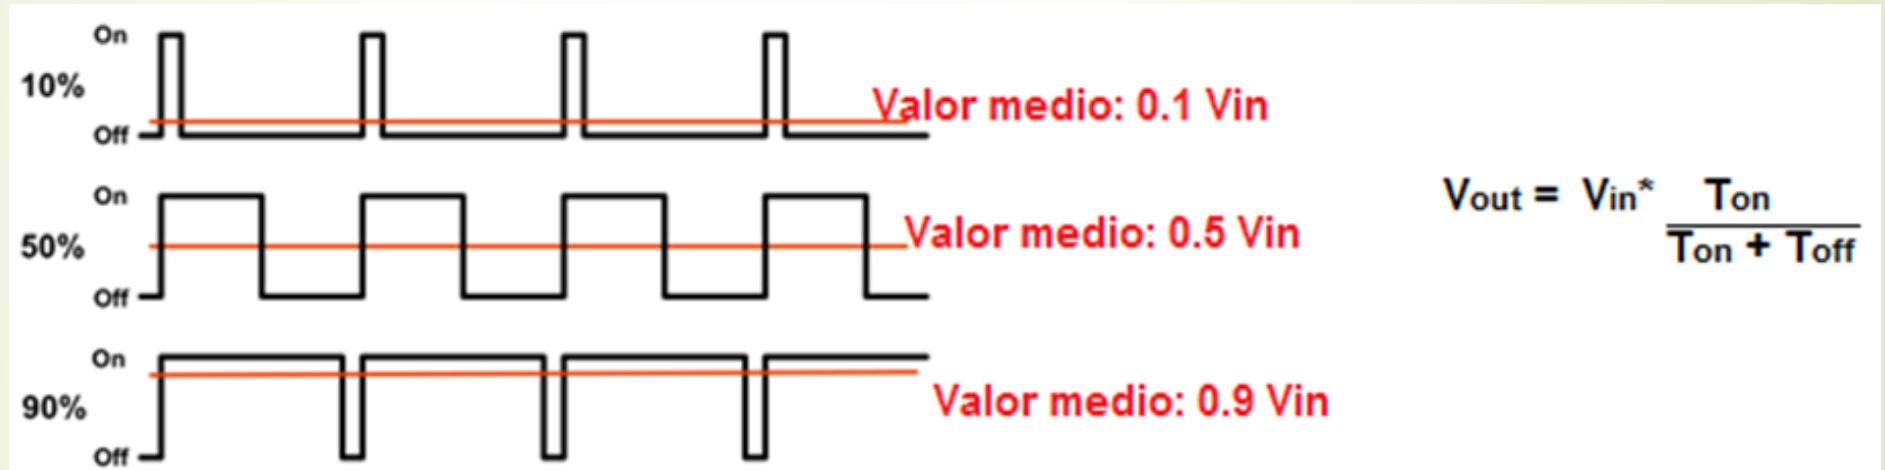 On
10%
Valor medio: 0.1 Vin
Off
On
50%
Valor medio: 0.5 Vin
Off
On
90%
Valor medio: 0.9 Vin
Off
Vout = Vin* Ton
Ton + Toff